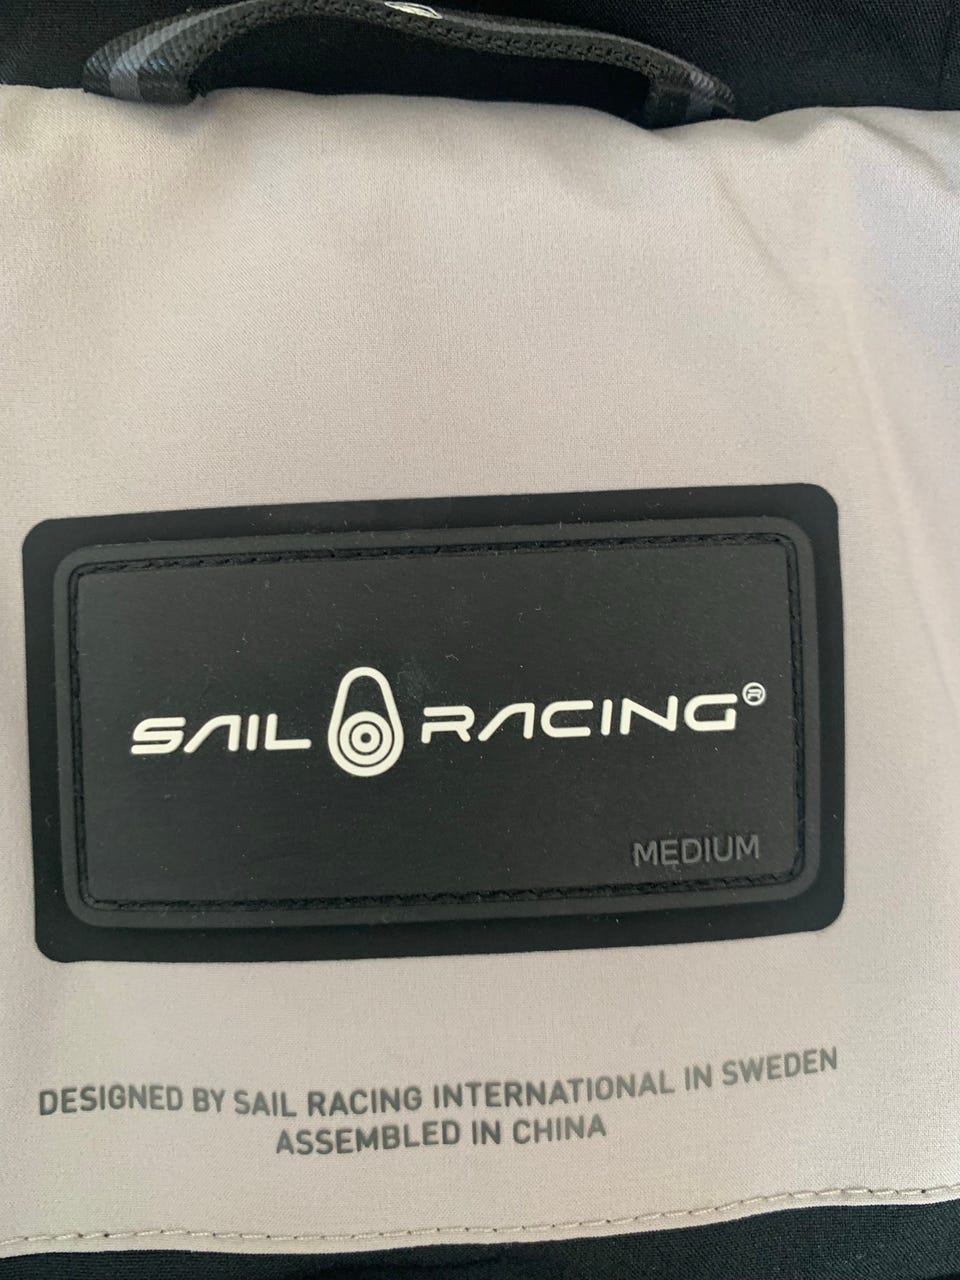 SAIL RACING®
MEDIUM
DESIGNED BY SAIL RACING INTERNATIONAL IN SWEDEN
ASSEMBLED IN CHINA